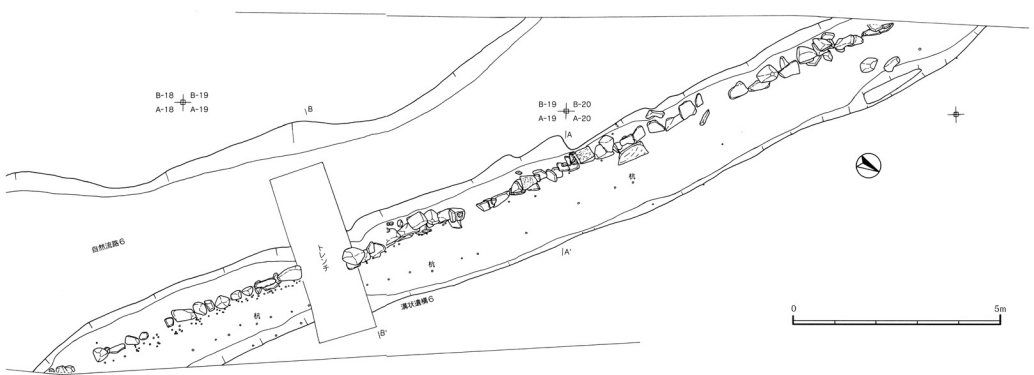 B-18 B-19
A-18 A-19
B
B-19 B-20
A-19 A-20
A
杭
自然流路6
トレンチ
杭
A'
溝状遺構6
杭
B'
0 5m